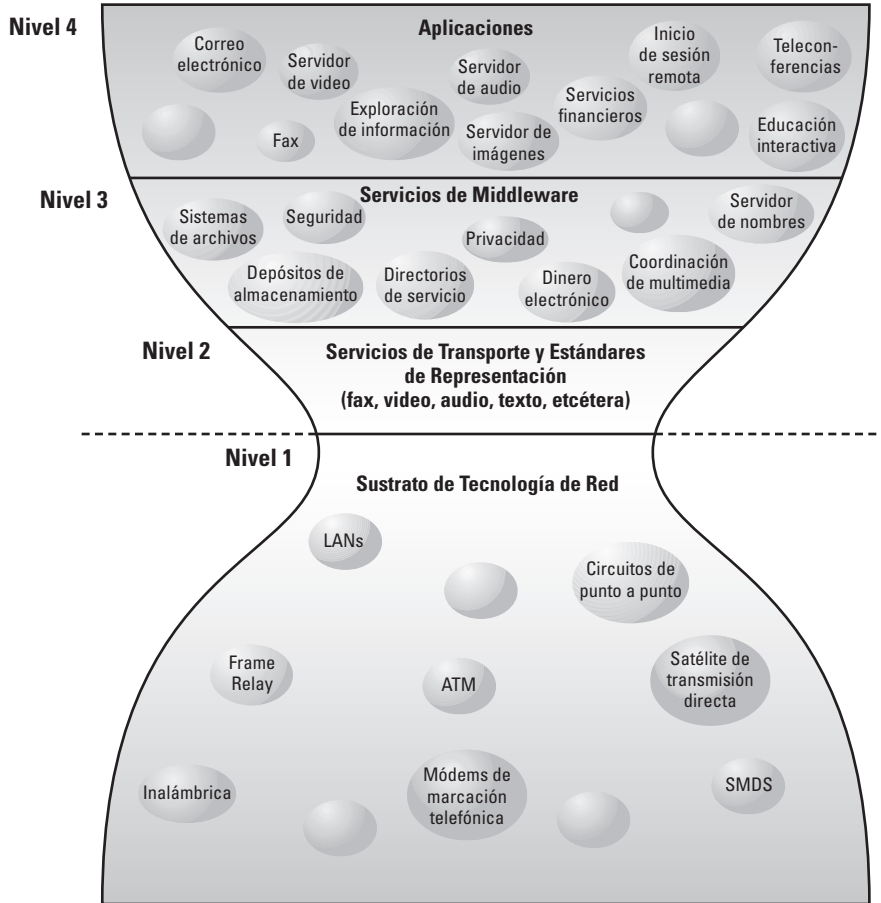 Nivel 4
Aplicaciones
Correo
electrónico
Servidor
de video
Servidor
de audio
Inicio
de sesión
remota
Telecon-
ferencias
Exploración
de información
Servicios
financieros
Fax
Servidor de
imágenes
Educación
interactiva
Nivel 3
Servicios de Middleware
Sistemas
de archivos
Seguridad
Privacidad
Servidor
de nombres
Depósitos de
almacenamiento
Directorios
de servicio
Dinero
electrónico
Coordinación
de multimedia
Nivel 2
Servicios de Transporte y Estándares
de Representación
(fax, video, audio, texto, etcétera)
Nivel 1
Sustrato de Tecnología de Red
LANs
Circuitos de
punto a punto
Frame
Relay
ATM
Satélite de
transmisión
directa
Inalámbrica
Módems de
marcación
telefónica
SMDS